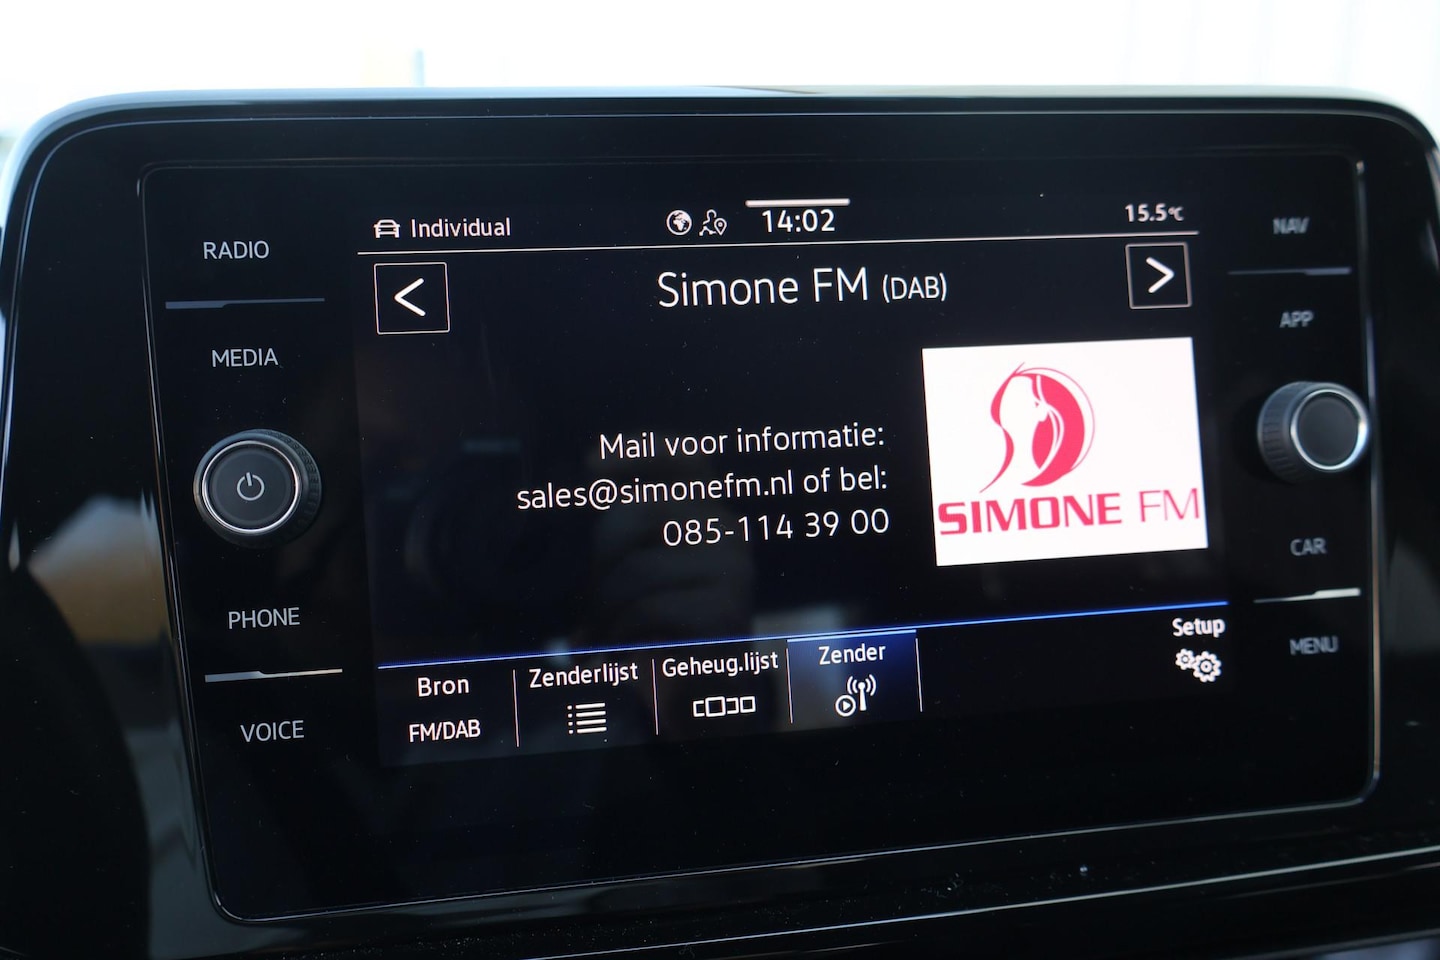 Individual
14:02
15.5°C
RADIO
NAV
Simone FM (DAB)
MEDIA
APP
Mail voor informatie:
sales@simonefm.nl of bel:
085-114 39 00
SIMONE FM
CAR
PHONE
MENU
VOICE
Bron
FM/DAB
Zenderlijst
Geheug.lijst
Zender
Setup